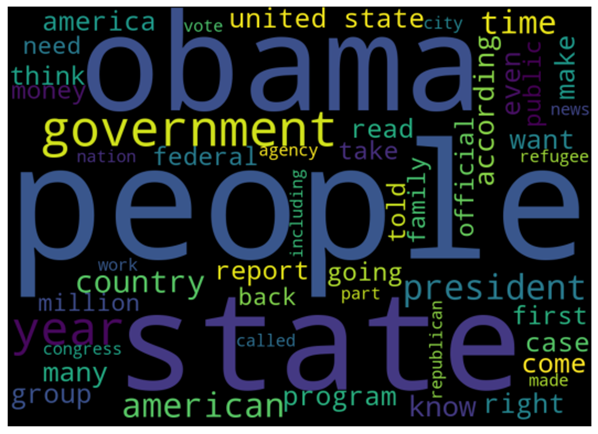 america
vote
united state
city
time
obama
need
think
money
according
even
public
make
news
government
read
want
nation
federal
agency
take
official
refugee
people
including
told
family
work
country
report
going
president
million
back
part
year
state
called
republican
first
congress
case
many
come
made
group
american
program
know
right